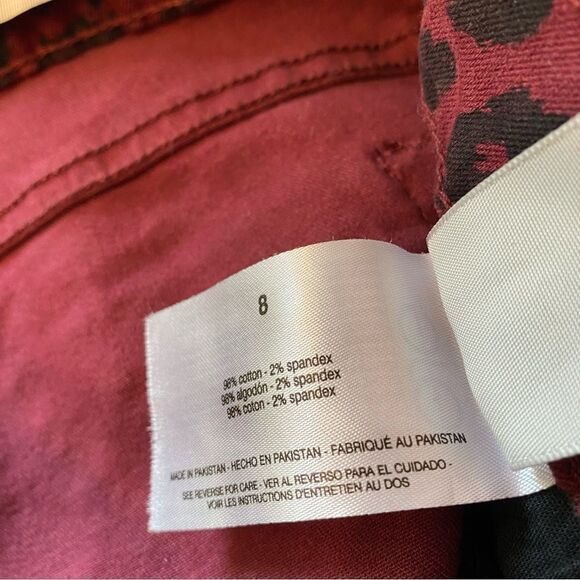 8
98% cotton - 2% spandex
98% algodón - 2% spandex
98% coton - 2% spandex
MADE IN PAKISTAN - HECHO EN PAKISTAN - FABRIQUÉ AU PAKISTAN
SEE REVERSE FOR CARE - VER AL REVERSO PARA EL CUIDADO -
VOIR LES INSTRUCTIONS D'ENTRETIEN AU DOS